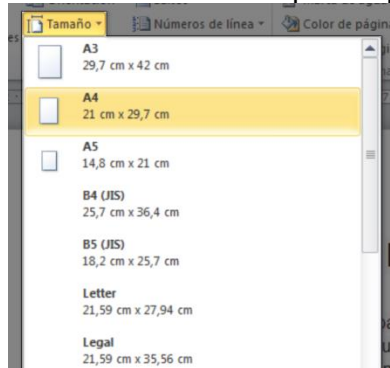 Tamaño
Números de línea
Color de página
A3
29,7 cm x 42 cm
A4
21 cm x 29,7 cm
A5
14,8 cm x 21 cm
B4 (JIS)
25,7 cm x 36,4 cm
B5 (JIS)
18,2 cm x 25,7 cm
Letter
21,59 cm x 27,94 cm
Legal
21,59 cm x 35,56 cm